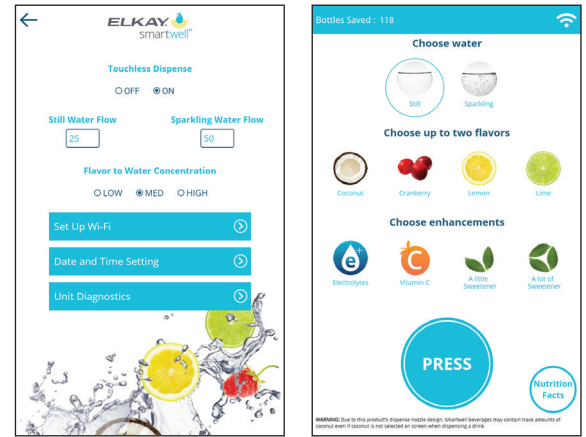 ELKAY
smartwell™
Touchless Dispense
OFF ON
Still Water Flow Sparkling Water Flow
25 50
Flavor to Water Concentration
LOW MED HIGH
Set Up Wi-Fi
Date and Time Setting
Unit Diagnostics
Bottles Saved : 118
Choose water
Still Sparkling
Choose up to two flavors
Coconut Cranberry Lemon Lime
Choose enhancements
e+ C
Electrolytes Vitamin C A little Sweetener A lot of Sweetener
PRESS
Nutrition
Facts
WARNING: Due to this product's dispense nozzle design, Smartwell beverages may contain trace amounts of
coconut even if coconut is not selected on screen when dispensing a drink.